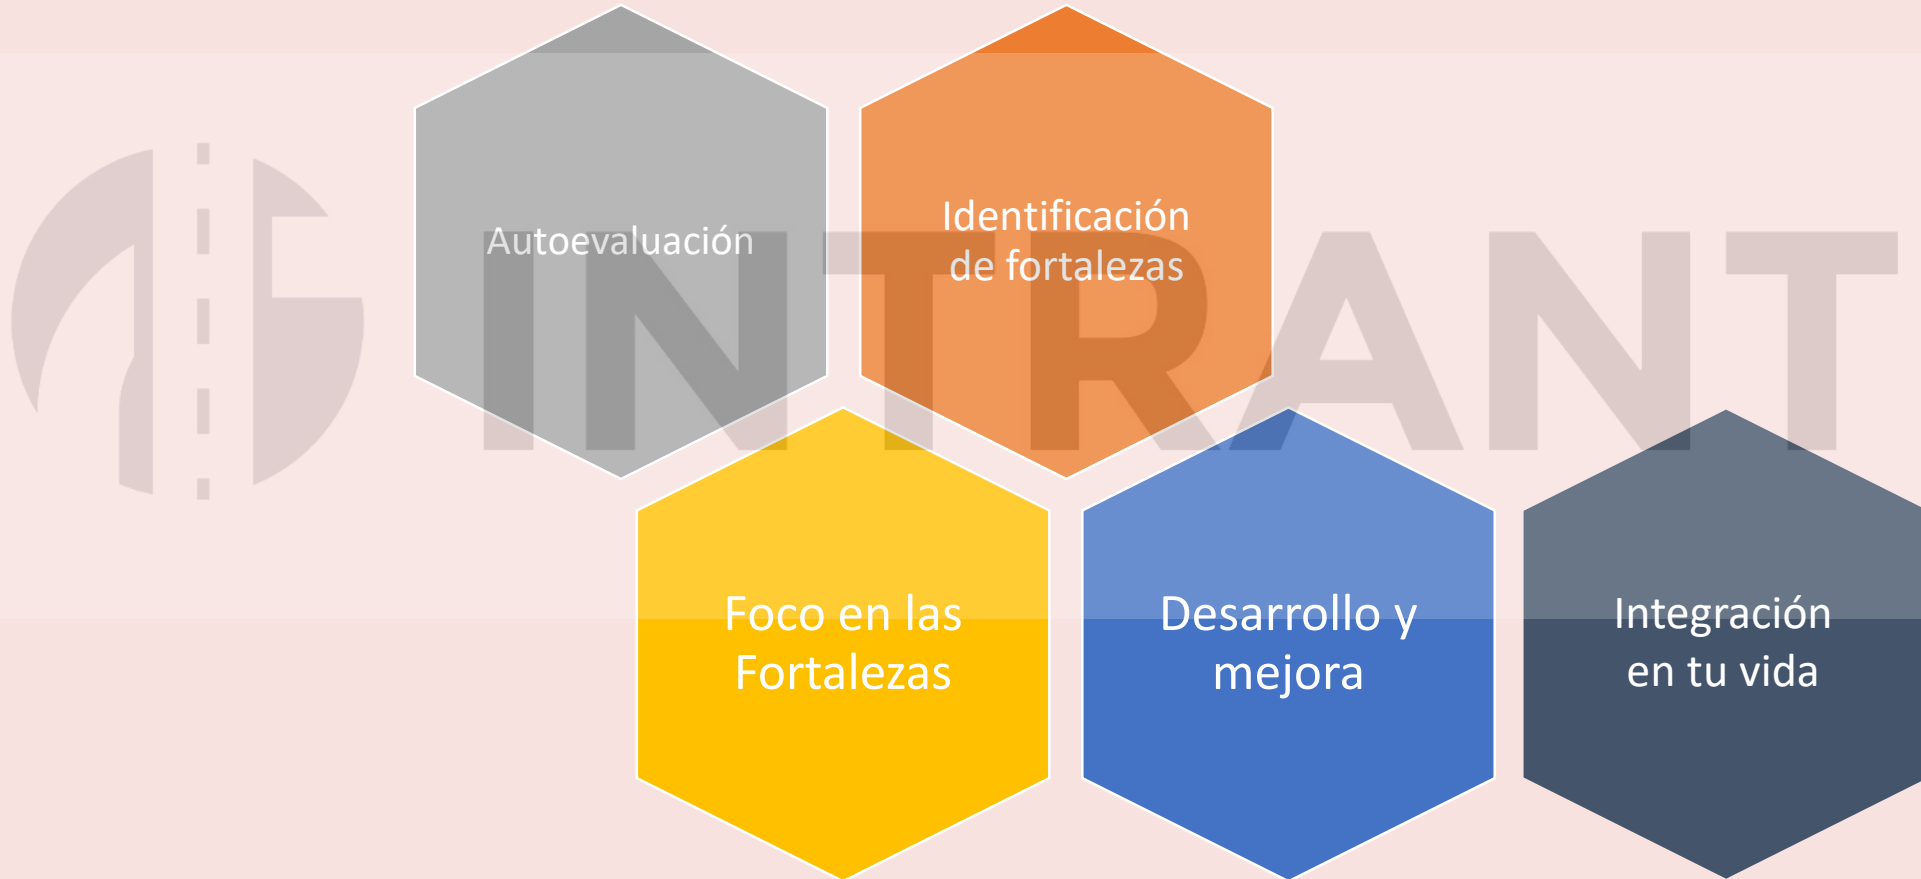 Autoevaluación
Identificación
de fortalezas
INTRANT
Foco en las
Fortalezas
Desarrollo y
mejora
Integración
en tu vida